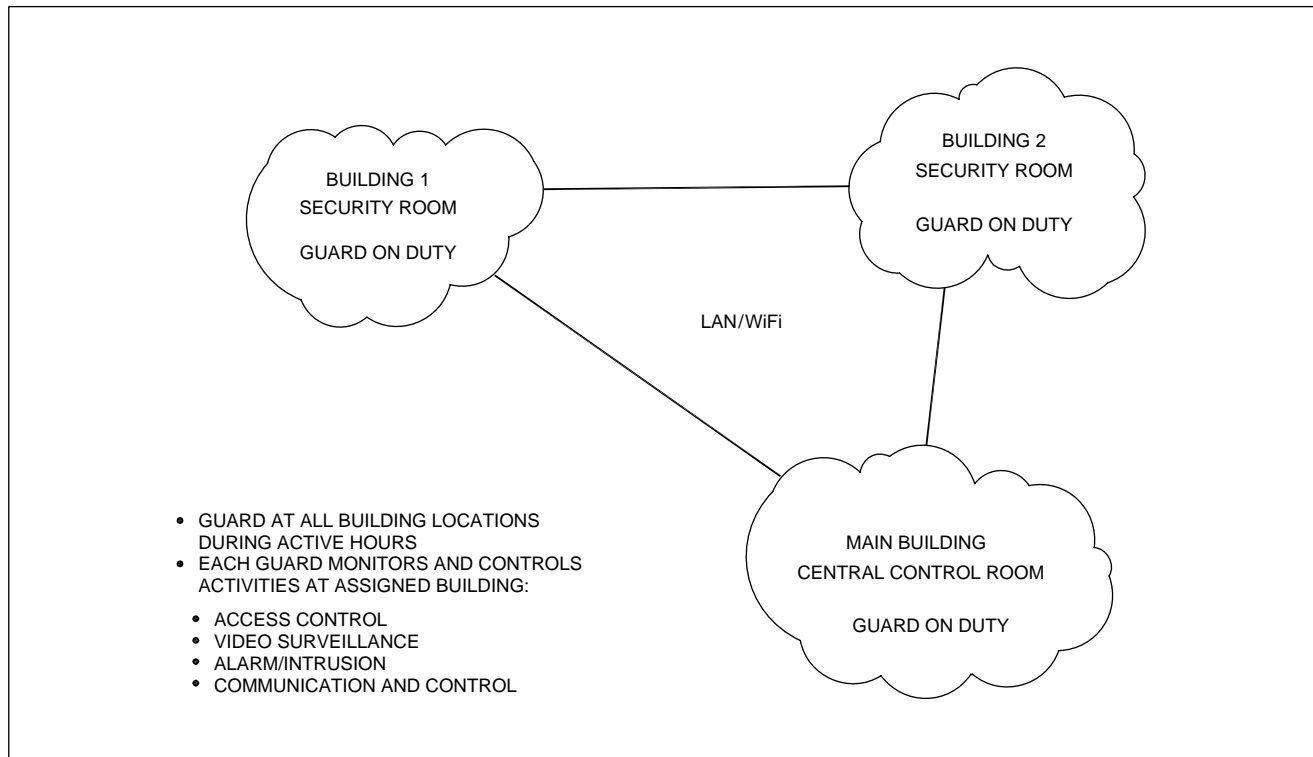 BUILDING 1
SECURITY ROOM
GUARD ON DUTY
BUILDING 2
SECURITY ROOM
GUARD ON DUTY
LAN/WiFi
MAIN BUILDING
CENTRAL CONTROL ROOM
GUARD ON DUTY
• GUARD AT ALL BUILDING LOCATIONS
DURING ACTIVE HOURS
• EACH GUARD MONITORS AND CONTROLS
ACTIVITIES AT ASSIGNED BUILDING:
• ACCESS CONTROL
• VIDEO SURVEILLANCE
• ALARM/INTRUSION
• COMMUNICATION AND CONTROL